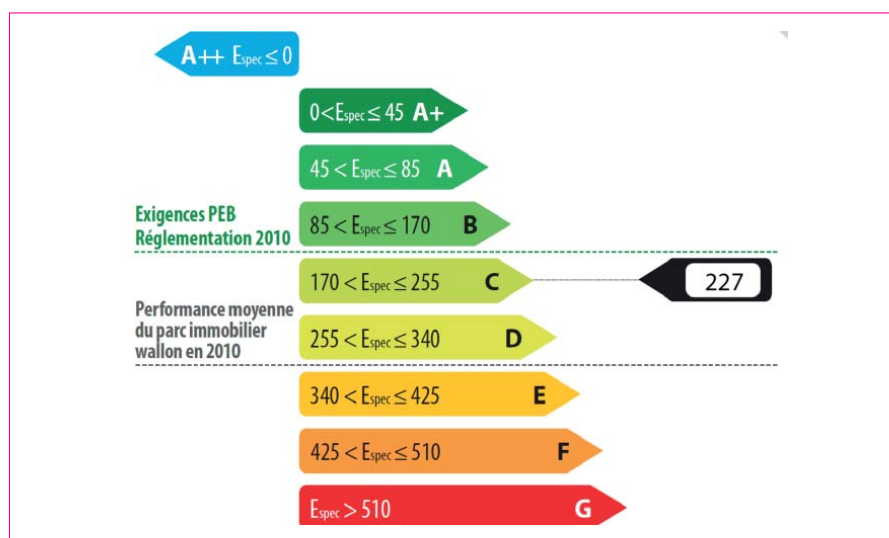 A++ Espec ≤ 0
0<Espec ≤ 45 A+
45 < Espec ≤ 85 A
Exigences PEB
Réglementation 2010
85 < Espec ≤ 170 B
170 < Espec ≤ 255 C
227
Performance moyenne
du parc immobilier
wallon en 2010
255 < Espec ≤ 340 D
340 < Espec ≤ 425 E
425 < Espec ≤ 510 F
Espec > 510 G